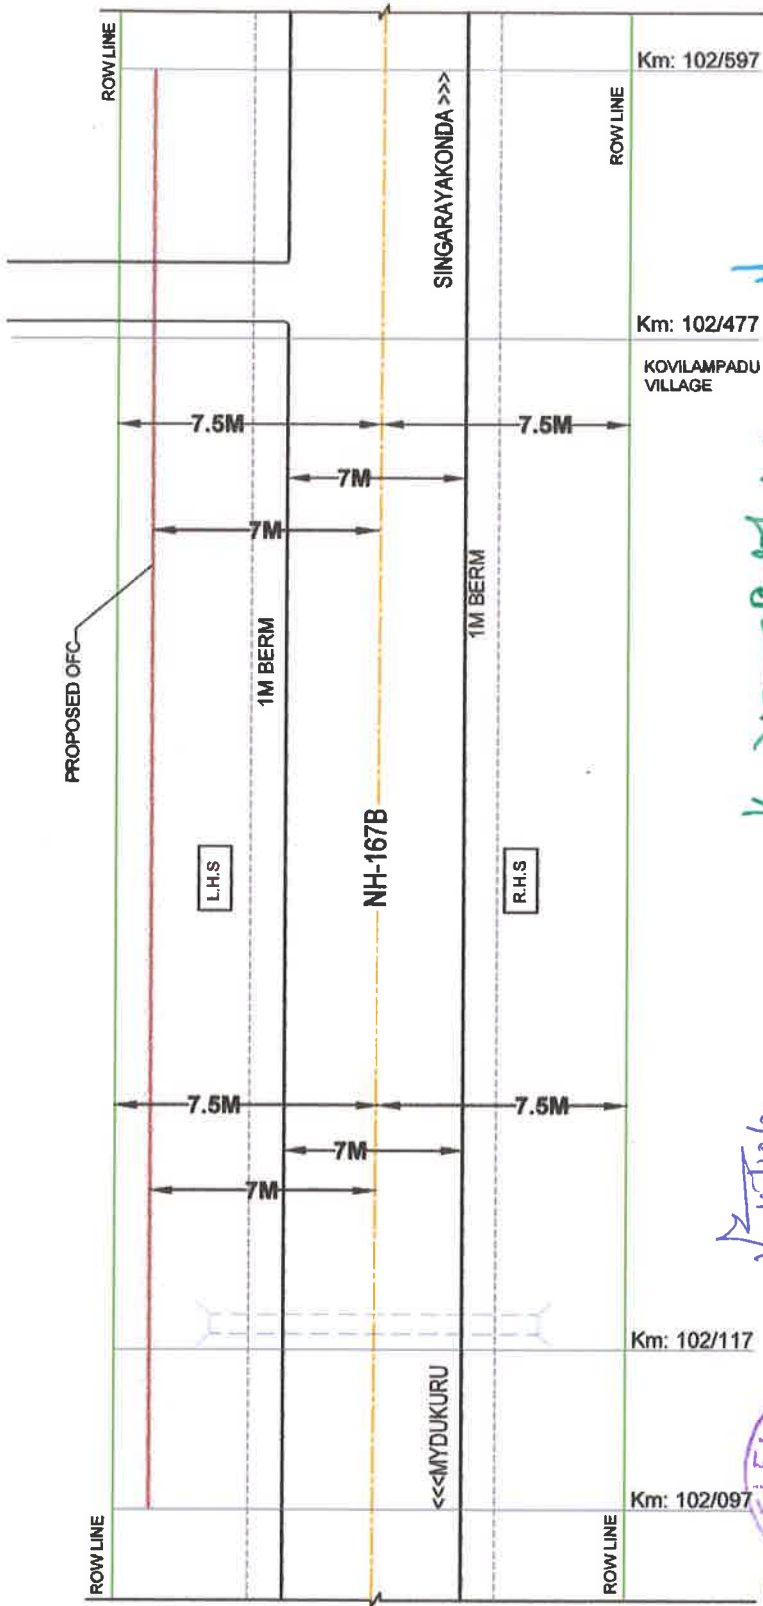 ROW LINE
Km: 102/597
SINGARAYAKONDA >>>
ROW LINE
Km: 102/477
KOVILAMPADU
VILLAGE
7.5M
7.5M
7M
7M
PROPOSED OFC
1M BERM
1M BERM
L.H.S
NH-167B
R.H.S
7.5M
7.5M
7M
7M
Km: 102/117
<<<MYDUKURU
Km: 102/097
ROW LINE
ROW LINE